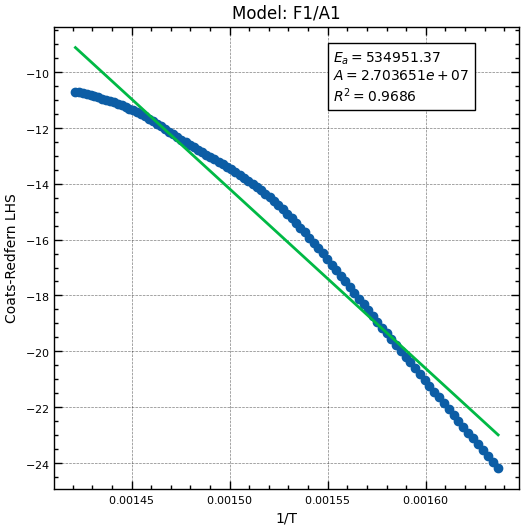 Model: F1/A1
E_a = 534951.37
A = 2.703651e + 07
R² = 0.9686
−10
−12
−14
−16
−18
−20
−22
−24
Coats-Redfern LHS
0.00145 0.00150 0.00155 0.00160
1/T